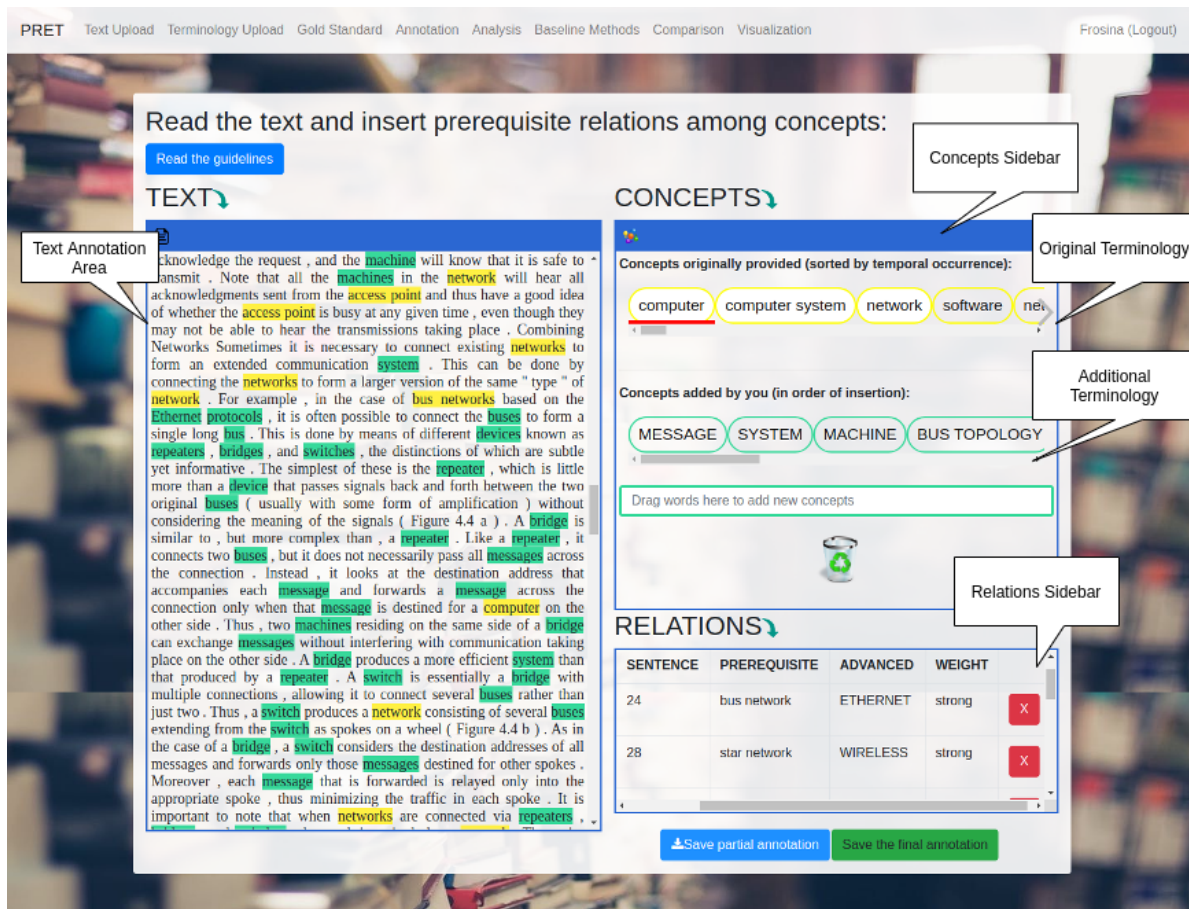 PRET Text Upload Terminology Upload Gold Standard Annotation Analysis Baseline Methods Comparison Visualization Frosina (Logout)
Read the text and insert prerequisite relations among concepts:
Read the guidelines
TEXT
Text Annotation
Area
cknowledge the request , and the machine will know that it is safe to
ransmit . Note that all the machines in the network will hear all
acknowledgments sent from the access point and thus have a good idea
of whether the access point is busy at any given time , even though they
may not be able to hear the transmissions taking place . Combining
Networks Sometimes it is necessary to connect existing networks to
form an extended communication system . This can be done by
connecting the networks to form a larger version of the same " type " of
network . For example , in the case of bus networks based on the
Ethernet protocols , it is often possible to connect the buses to form a
single long bus . This is done by means of different devices known as
repeaters , bridges , and switches , the distinctions of which are subtle
yet informative . The simplest of these is the repeater , which is little
more than a device that passes signals back and forth between the two
original buses ( usually with some form of amplification ) without
considering the meaning of the signals ( Figure 4.4 a ) . A bridge is
similar to , but more complex than , a repeater . Like a repeater , it
connects two buses , but it does not necessarily pass all messages across
the connection . Instead , it looks at the destination address that
accompanies each message and forwards a message across the
connection only when that message is destined for a computer on the
other side . Thus , two machines residing on the same side of a bridge
can exchange messages without interfering with communication taking
place on the other side . A bridge produces a more efficient system than
that produced by a repeater . A switch is essentially a bridge with
multiple connections , allowing it to connect several buses rather than
just two . Thus , a switch produces a network consisting of several buses
extending from the switch as spokes on a wheel ( Figure 4.4 b ) . As in
the case of a bridge , a switch considers the destination addresses of all
messages and forwards only those messages destined for other spokes .
Moreover , each message that is forwarded is relayed only into the
appropriate spoke , thus minimizing the traffic in each spoke . It is
important to note that when networks are connected via repeaters ,
CONCEPTS
Concepts Sidebar
Concepts originally provided (sorted by temporal occurrence):
Original Terminology
computer computer system network software ne
Concepts added by you (in order of insertion):
Additional
Terminology
MESSAGE SYSTEM MACHINE BUS TOPOLOGY
Drag words here to add new concepts
Relations Sidebar
RELATIONS
SENTENCE PREREQUISITE ADVANCED WEIGHT
24 bus network ETHERNET strong X
28 star network WIRELESS strong X
Save partial annotation Save the final annotation